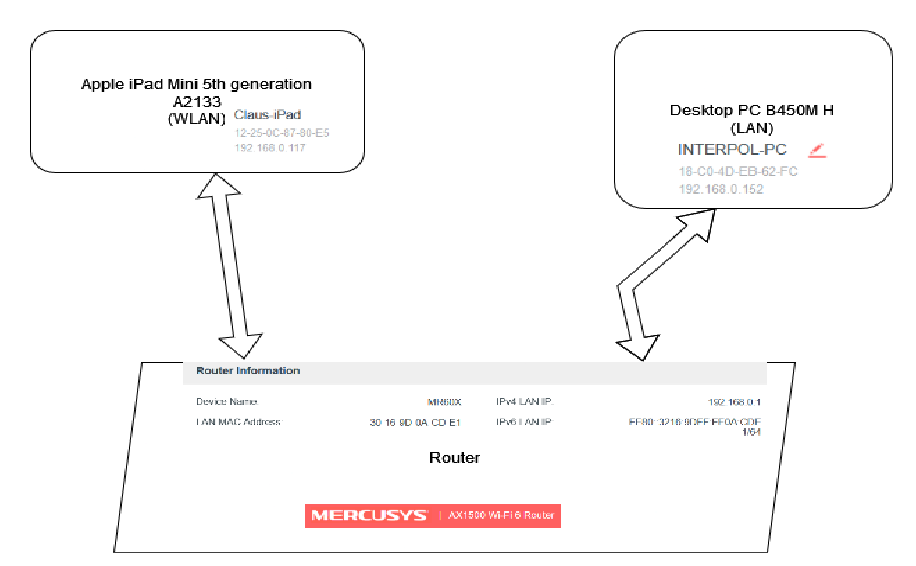 Apple iPad Mini 5th generation
A2133
(WLAN) Claus-iPad
12-25-0C-87-80-E5
192.168.0.117
Desktop PC B450M H
(LAN)
INTERPOL-PC
18-C0-4D-EB-62-FC
192.168.0.152
Router Information
Device Name: MR60X IPv4 LAN IP: 192.168.0.1
LAN MAC Address: 30-16-9D-0A-CD-E1 IPv6 LAN IP: FE80::3216:9DFF:FE0A:CDE
1/64
Router
MERCUSYS | AX1500 Wi-Fi 6 Router